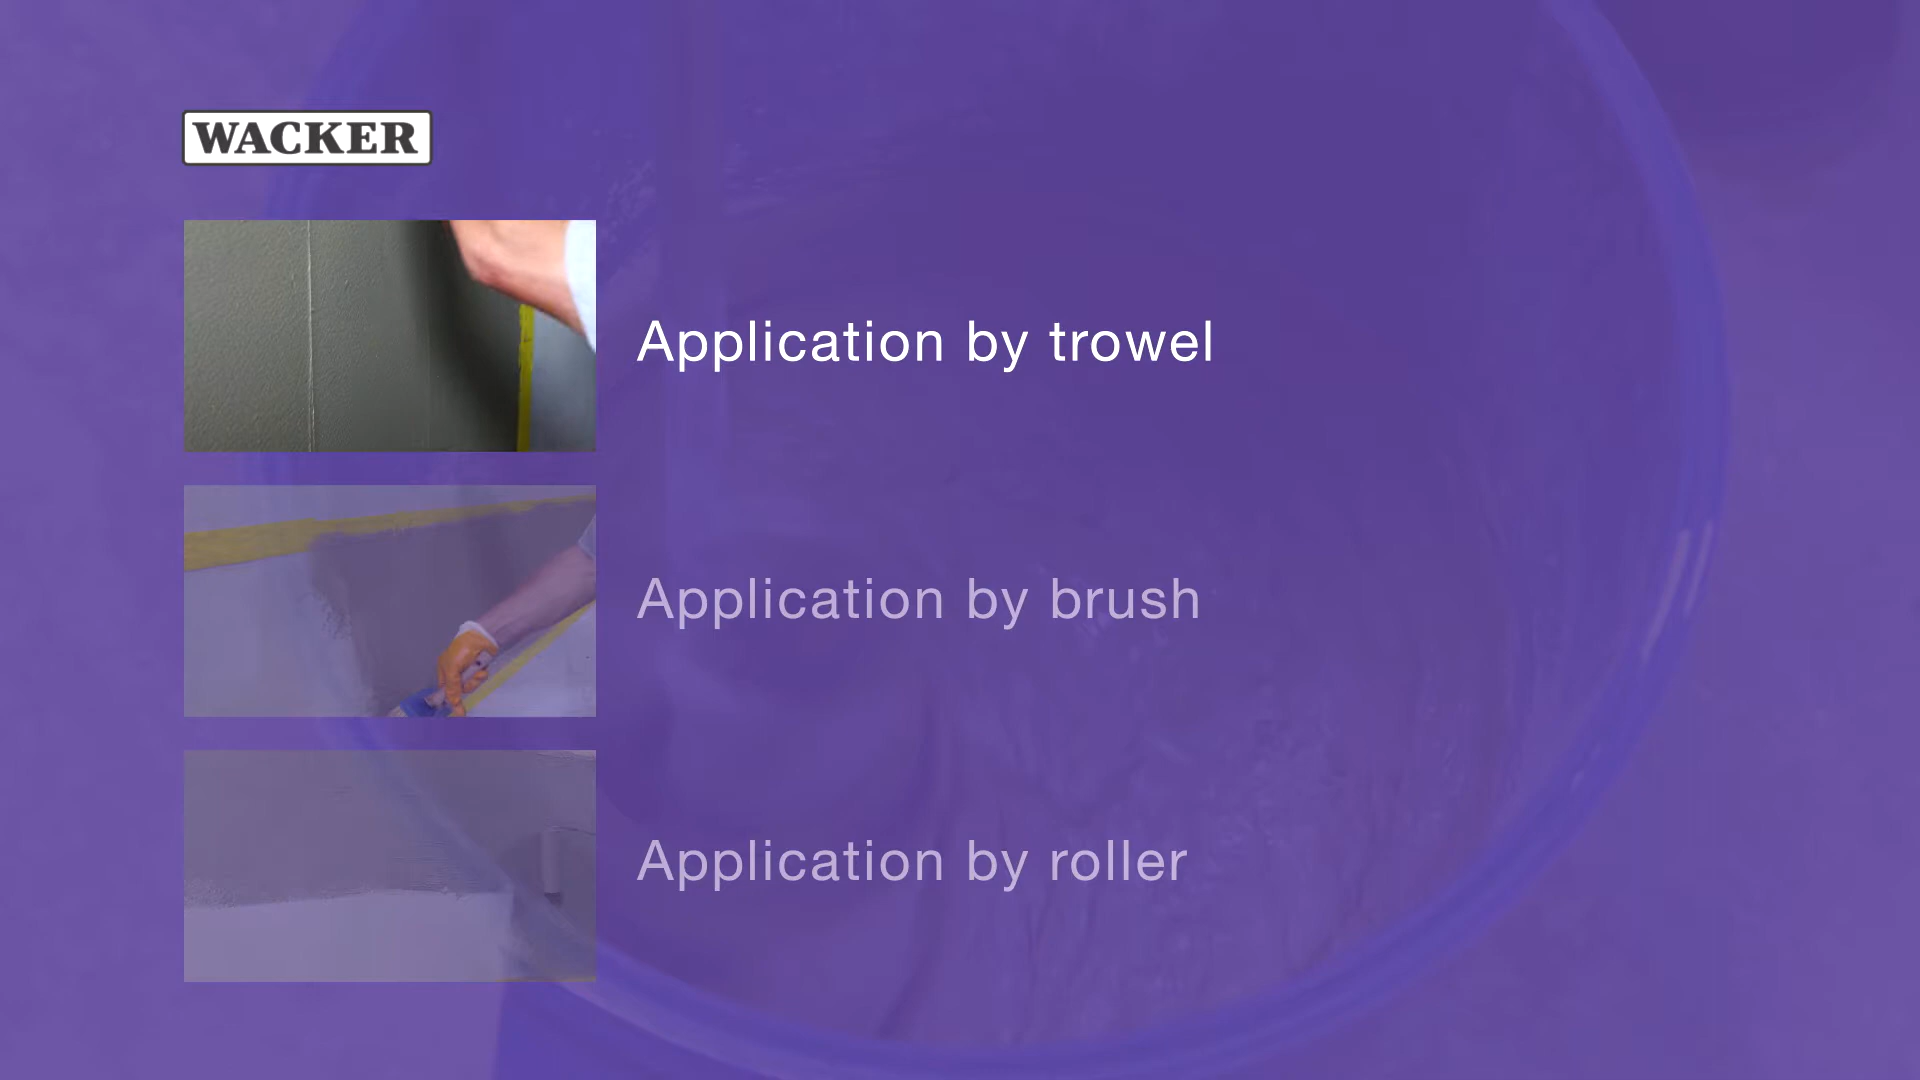 WACKER
Application by trowel
Application by brush
Application by roller